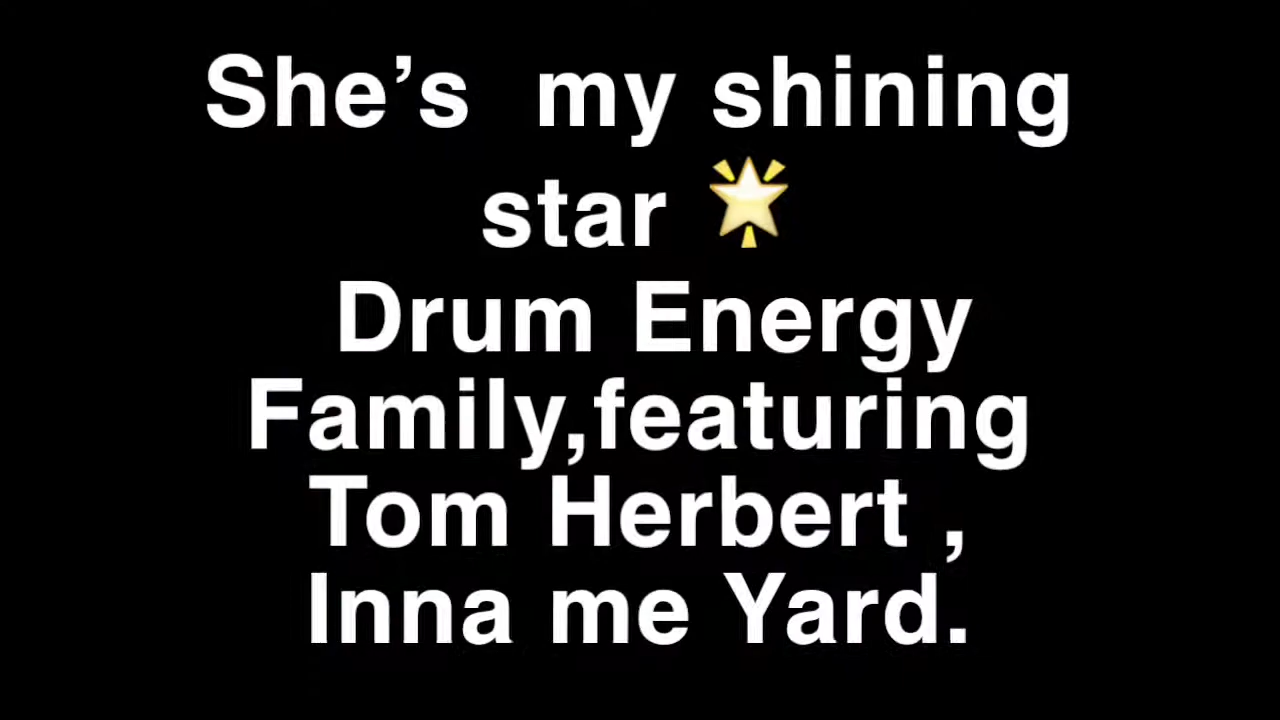 She’s  my shining
star 🌟
Drum Energy
Family,featuring
Tom Herbert ,
Inna me Yard.